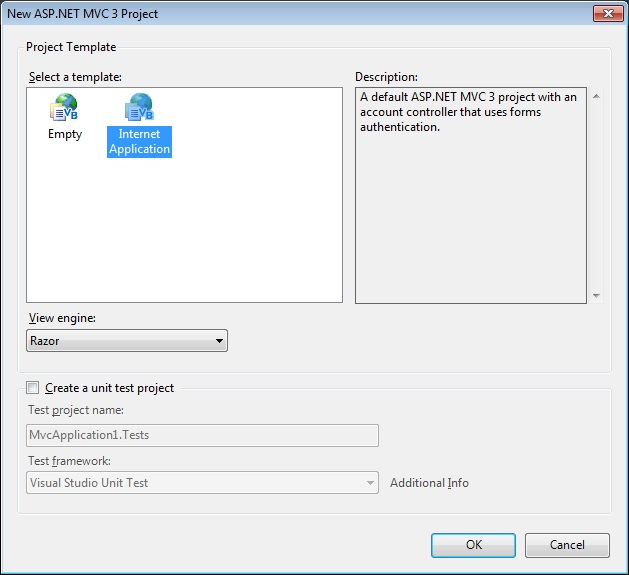 New ASP.NET MVC 3 Project
Project Template
Select a template:
Description:
VB
Empty
VB
Internet
Application
A default ASP.NET MVC 3 project with an
account controller that uses forms
authentication.
View engine:
Razor
Create a unit test project
Test project name:
MvcApplication1.Tests
Test framework:
Visual Studio Unit Test
Additional Info
OK
Cancel